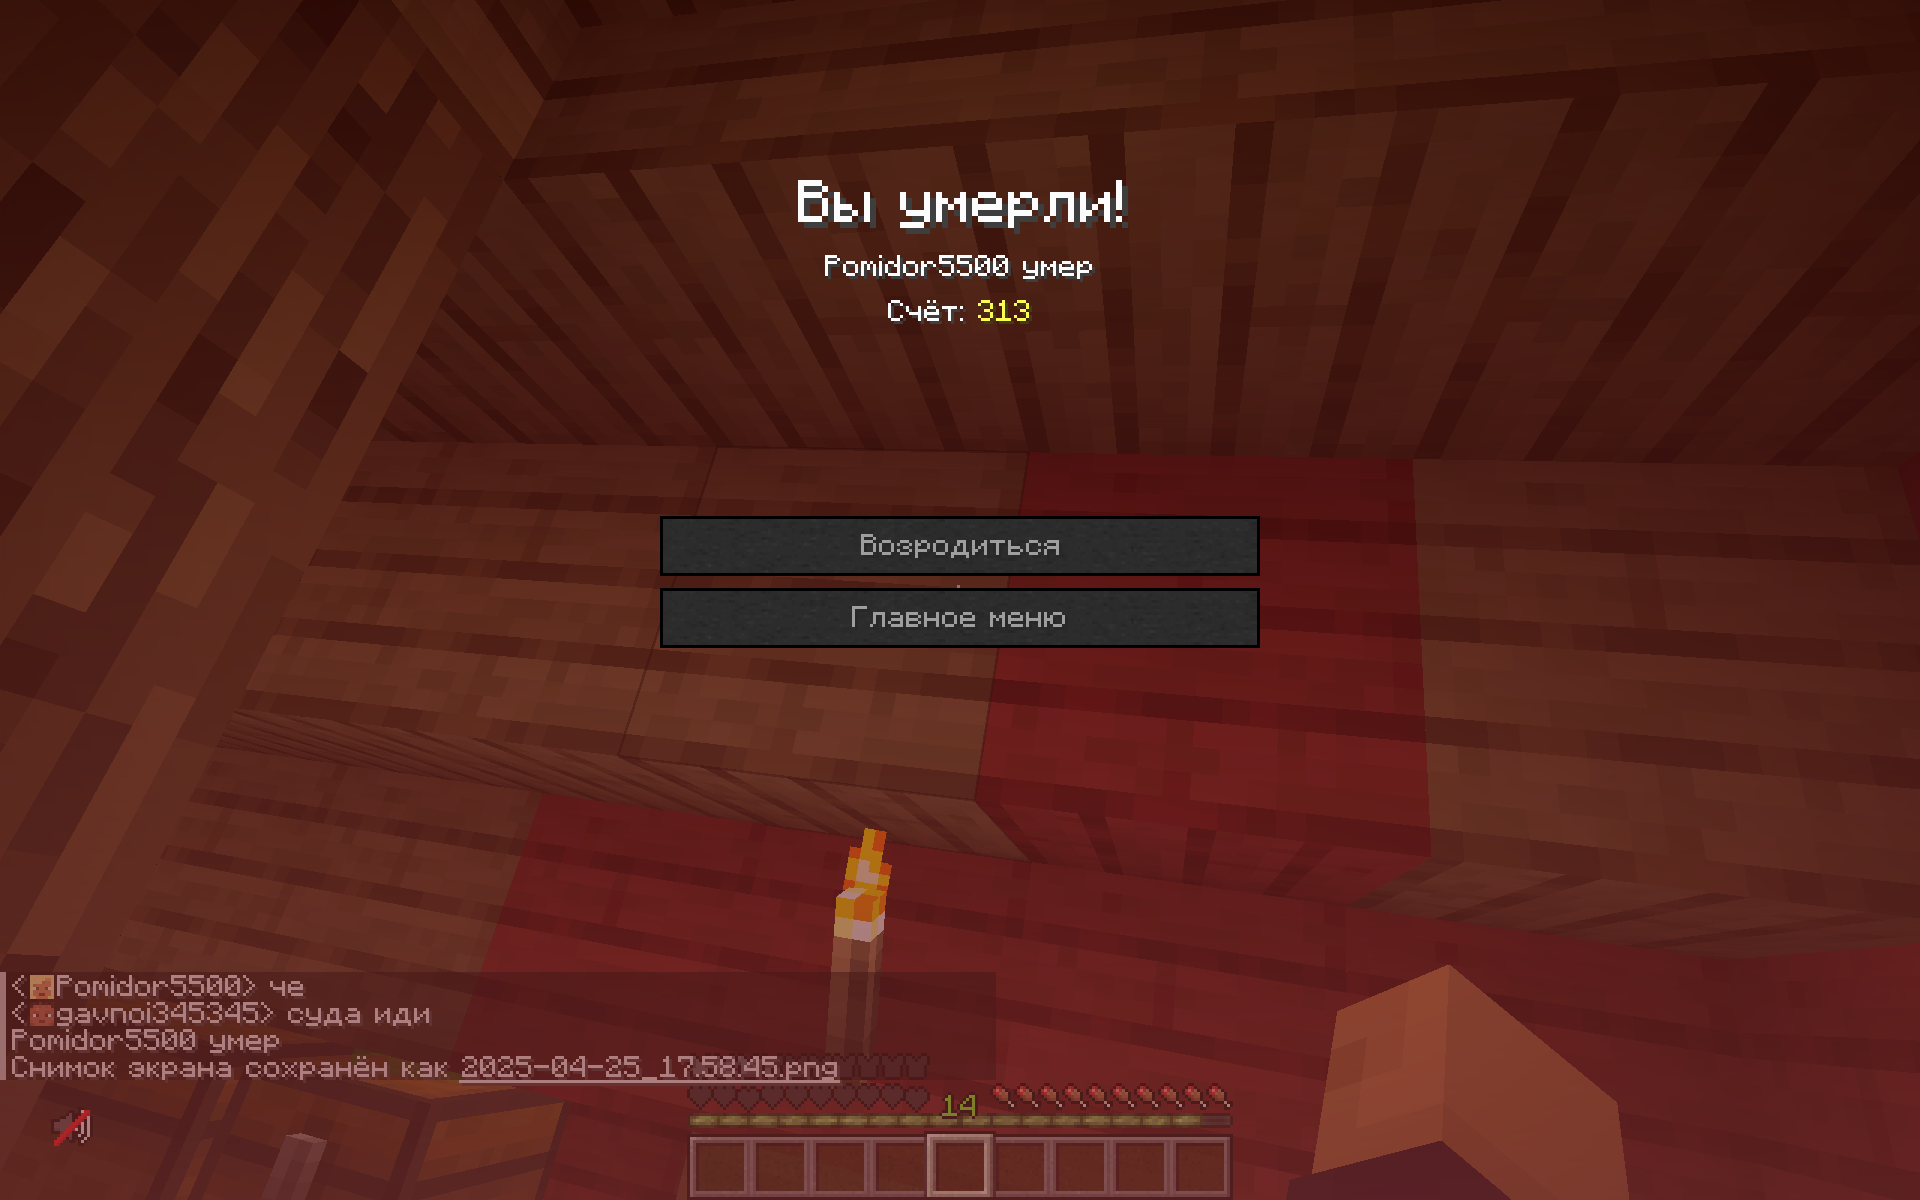 Вы умерли!
Pomidor5500 умер
Счёт: 313
Возродиться
Главное меню
<Pomidor5500> че
<gavnoi345345> суда иди
Pomidor5500 умер
Снимок экрана сохранён как 2025-04-25_17.58.45.png
14